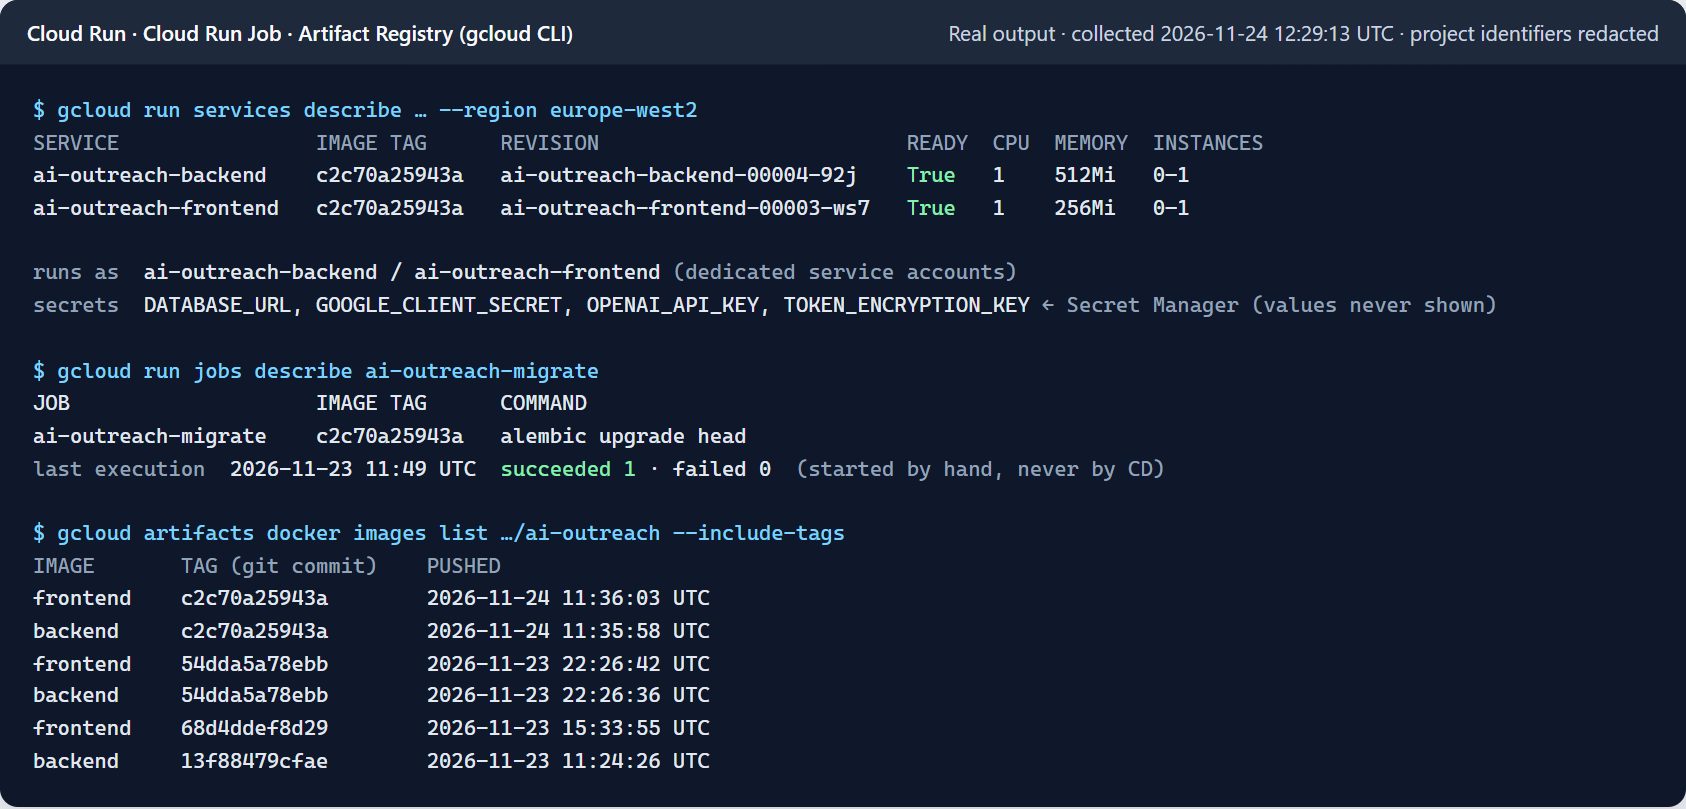 Cloud Run · Cloud Run Job · Artifact Registry (gcloud CLI)
Real output · collected 2026-11-24 12:29:13 UTC · project identifiers redacted
$ gcloud run services describe … --region europe-west2
SERVICE IMAGE TAG REVISION READY CPU MEMORY INSTANCES
ai-outreach-backend c2c70a25943a ai-outreach-backend-00004-92j True 1 512Mi 0-1
ai-outreach-frontend c2c70a25943a ai-outreach-frontend-00003-ws7 True 1 256Mi 0-1
runs as ai-outreach-backend / ai-outreach-frontend (dedicated service accounts)
secrets DATABASE_URL, GOOGLE_CLIENT_SECRET, OPENAI_API_KEY, TOKEN_ENCRYPTION_KEY ← Secret Manager (values never shown)
$ gcloud run jobs describe ai-outreach-migrate
JOB IMAGE TAG COMMAND
ai-outreach-migrate c2c70a25943a alembic upgrade head
last execution 2026-11-23 11:49 UTC succeeded 1 · failed 0 (started by hand, never by CD)
$ gcloud artifacts docker images list …/ai-outreach --include-tags
IMAGE TAG (git commit) PUSHED
frontend c2c70a25943a 2026-11-24 11:36:03 UTC
backend c2c70a25943a 2026-11-24 11:35:58 UTC
frontend 54dda5a78ebb 2026-11-23 22:26:42 UTC
backend 54dda5a78ebb 2026-11-23 22:26:36 UTC
frontend 68d4ddef8d29 2026-11-23 15:33:55 UTC
backend 13f88479cfae 2026-11-23 11:24:26 UTC